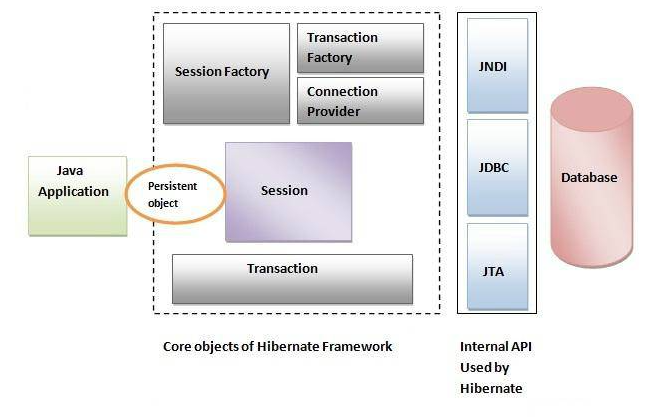 Session Factory
Transaction
Factory
Connection
Provider
JNDI
Java
Application
Persistent
object
Session
JDBC
Database
Transaction
JTA
Core objects of Hibernate Framework
Internal API
Used by
Hibernate